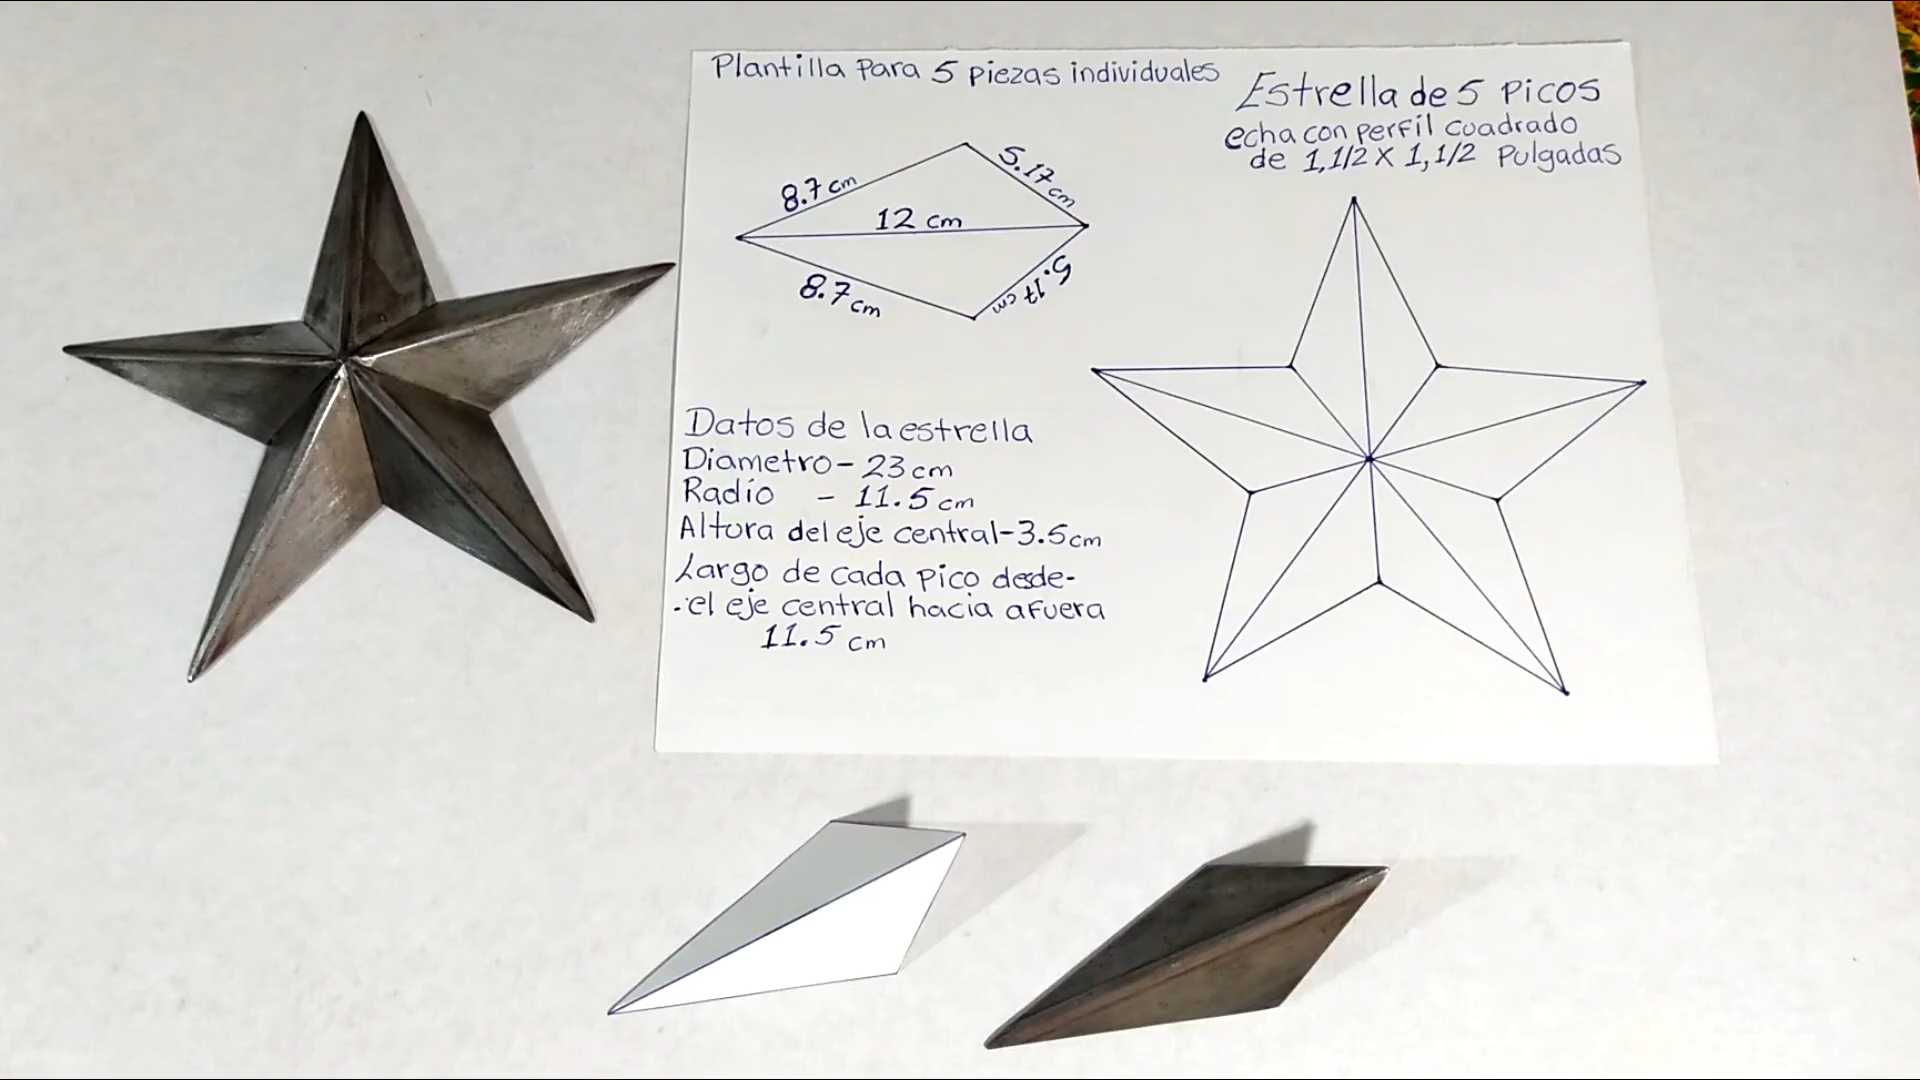 Plantilla Para 5 piezas individuales
8.7 cm
5.17 cm
12 cm
8.7 cm
5.17 cm
Estrella de 5 Picos
echa con perfil cuadrado
de 1,1/2 X 1,1/2 Pulgadas
Datos de la estrella
Diametro - 23 cm
Radio - 11.5 cm
Altura del eje central - 3.5 cm
Largo de cada pico desde-
-el eje central hacia afuera
11.5 cm